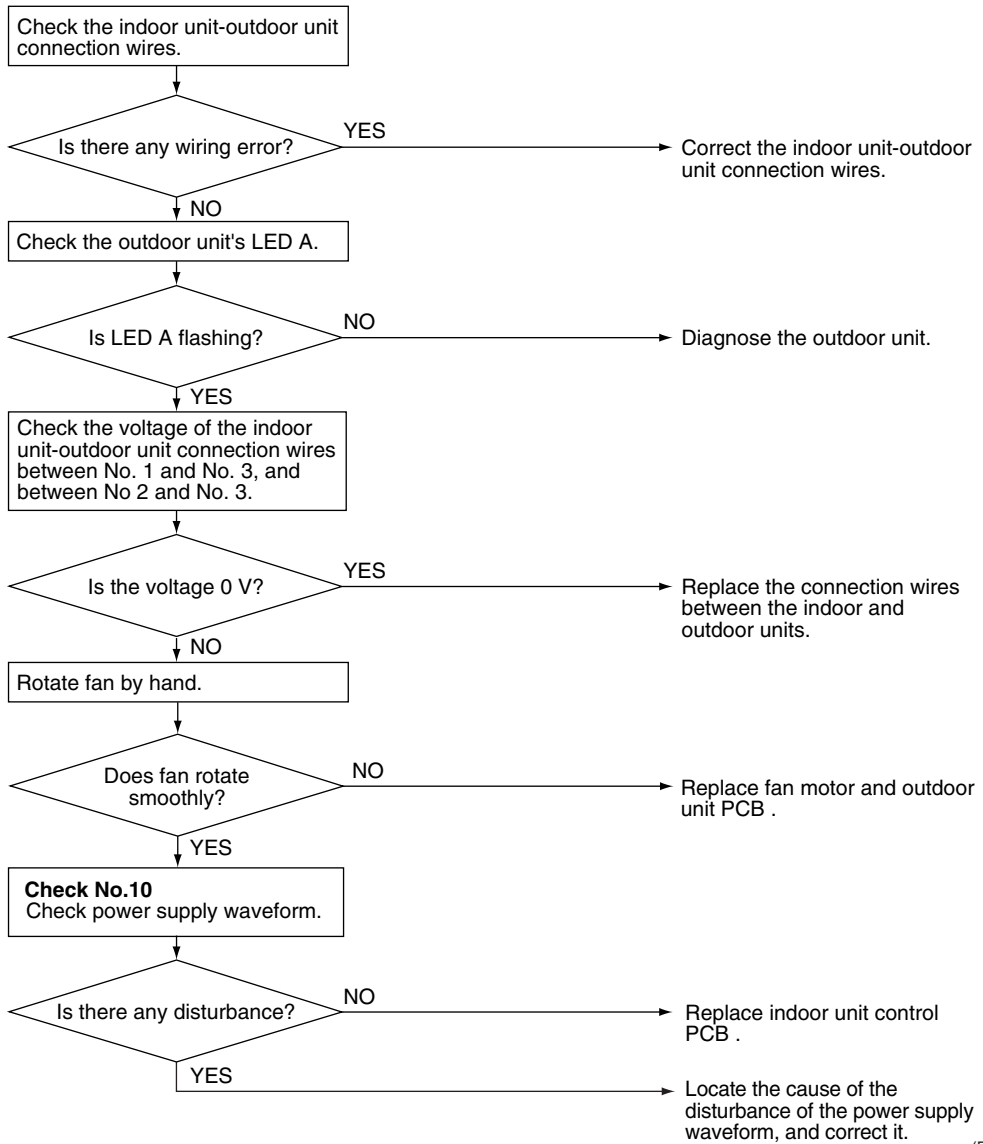 Check the indoor unit-outdoor unit
connection wires.
Is there any wiring error?
YES
Correct the indoor unit-outdoor
unit connection wires.
NO
Check the outdoor unit's LED A.
Is LED A flashing?
NO
Diagnose the outdoor unit.
YES
Check the voltage of the indoor
unit-outdoor unit connection wires
between No. 1 and No. 3, and
between No 2 and No. 3.
Is the voltage 0 V?
YES
Replace the connection wires
between the indoor and
outdoor units.
NO
Rotate fan by hand.
Does fan rotate
smoothly?
NO
Replace fan motor and outdoor
unit PCB .
YES
Check No.10
Check power supply waveform.
Is there any disturbance?
NO
Replace indoor unit control
PCB .
YES
Locate the cause of the
disturbance of the power supply
waveform, and correct it.